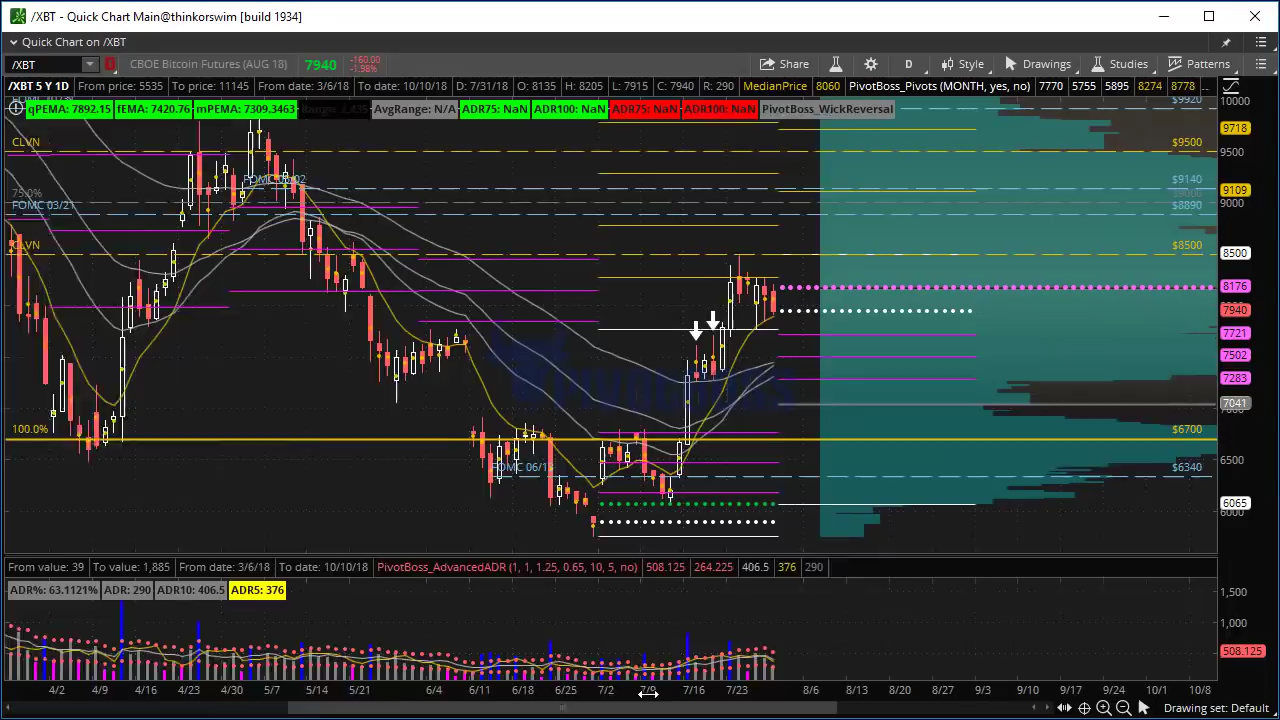 /XBT - Quick Chart Main@thinkorswim [build 1934]
Quick Chart on /XBT
/XBT CBOE Bitcoin Futures (AUG 18) 7940 -160.00 -1.98% Share D Style Drawings Studies Patterns
/XBT 5 Y 1D From price: 5535 To price: 11145 From date: 3/6/18 To date: 10/10/18 D: 7/31/18 O: 8135 H: 8205 L: 7915 C: 7940 R: 290 MedianPrice 8060 PivotBoss_Pivots (MONTH, yes, no) 7770 5755 5895 8274 8778 ..
qPEMA: 7892.15 fEMA: 7420.76 mPEMA: 7309.3463 AvgRange: N/A ADR75: NaN ADR100: NaN ADR75: NaN ADR100: NaN PivotBoss_WickReversal
$9920 10000
9718
CLVN $9500 9500
FOMC 05/02 $9140
75.0% 9109
9000
FOMC 03/21 $8890
CLVN $8500 8500
8176
7940
7721
7502
7283
7041
100.0% $6700
6500
FOMC 06/1 $6340
6065
6000
From value: 39 To value: 1,885 From date: 3/6/18 To date: 10/10/18 PivotBoss_AdvancedADR (1, 1, 1.25, 0.65, 10, 5, no) 508.125 264.225 406.5 376 290
ADR%: 63.1121% ADR: 290 ADR10: 406.5 ADR5: 376 1,500
1,000
508.125
4/2 4/9 4/16 4/23 4/30 5/7 5/14 5/21 6/4 6/11 6/18 6/25 7/2 7/9 7/16 7/23 8/6 8/13 8/20 8/27 9/3 9/10 9/17 9/24 10/1 10/8
Drawing set: Default